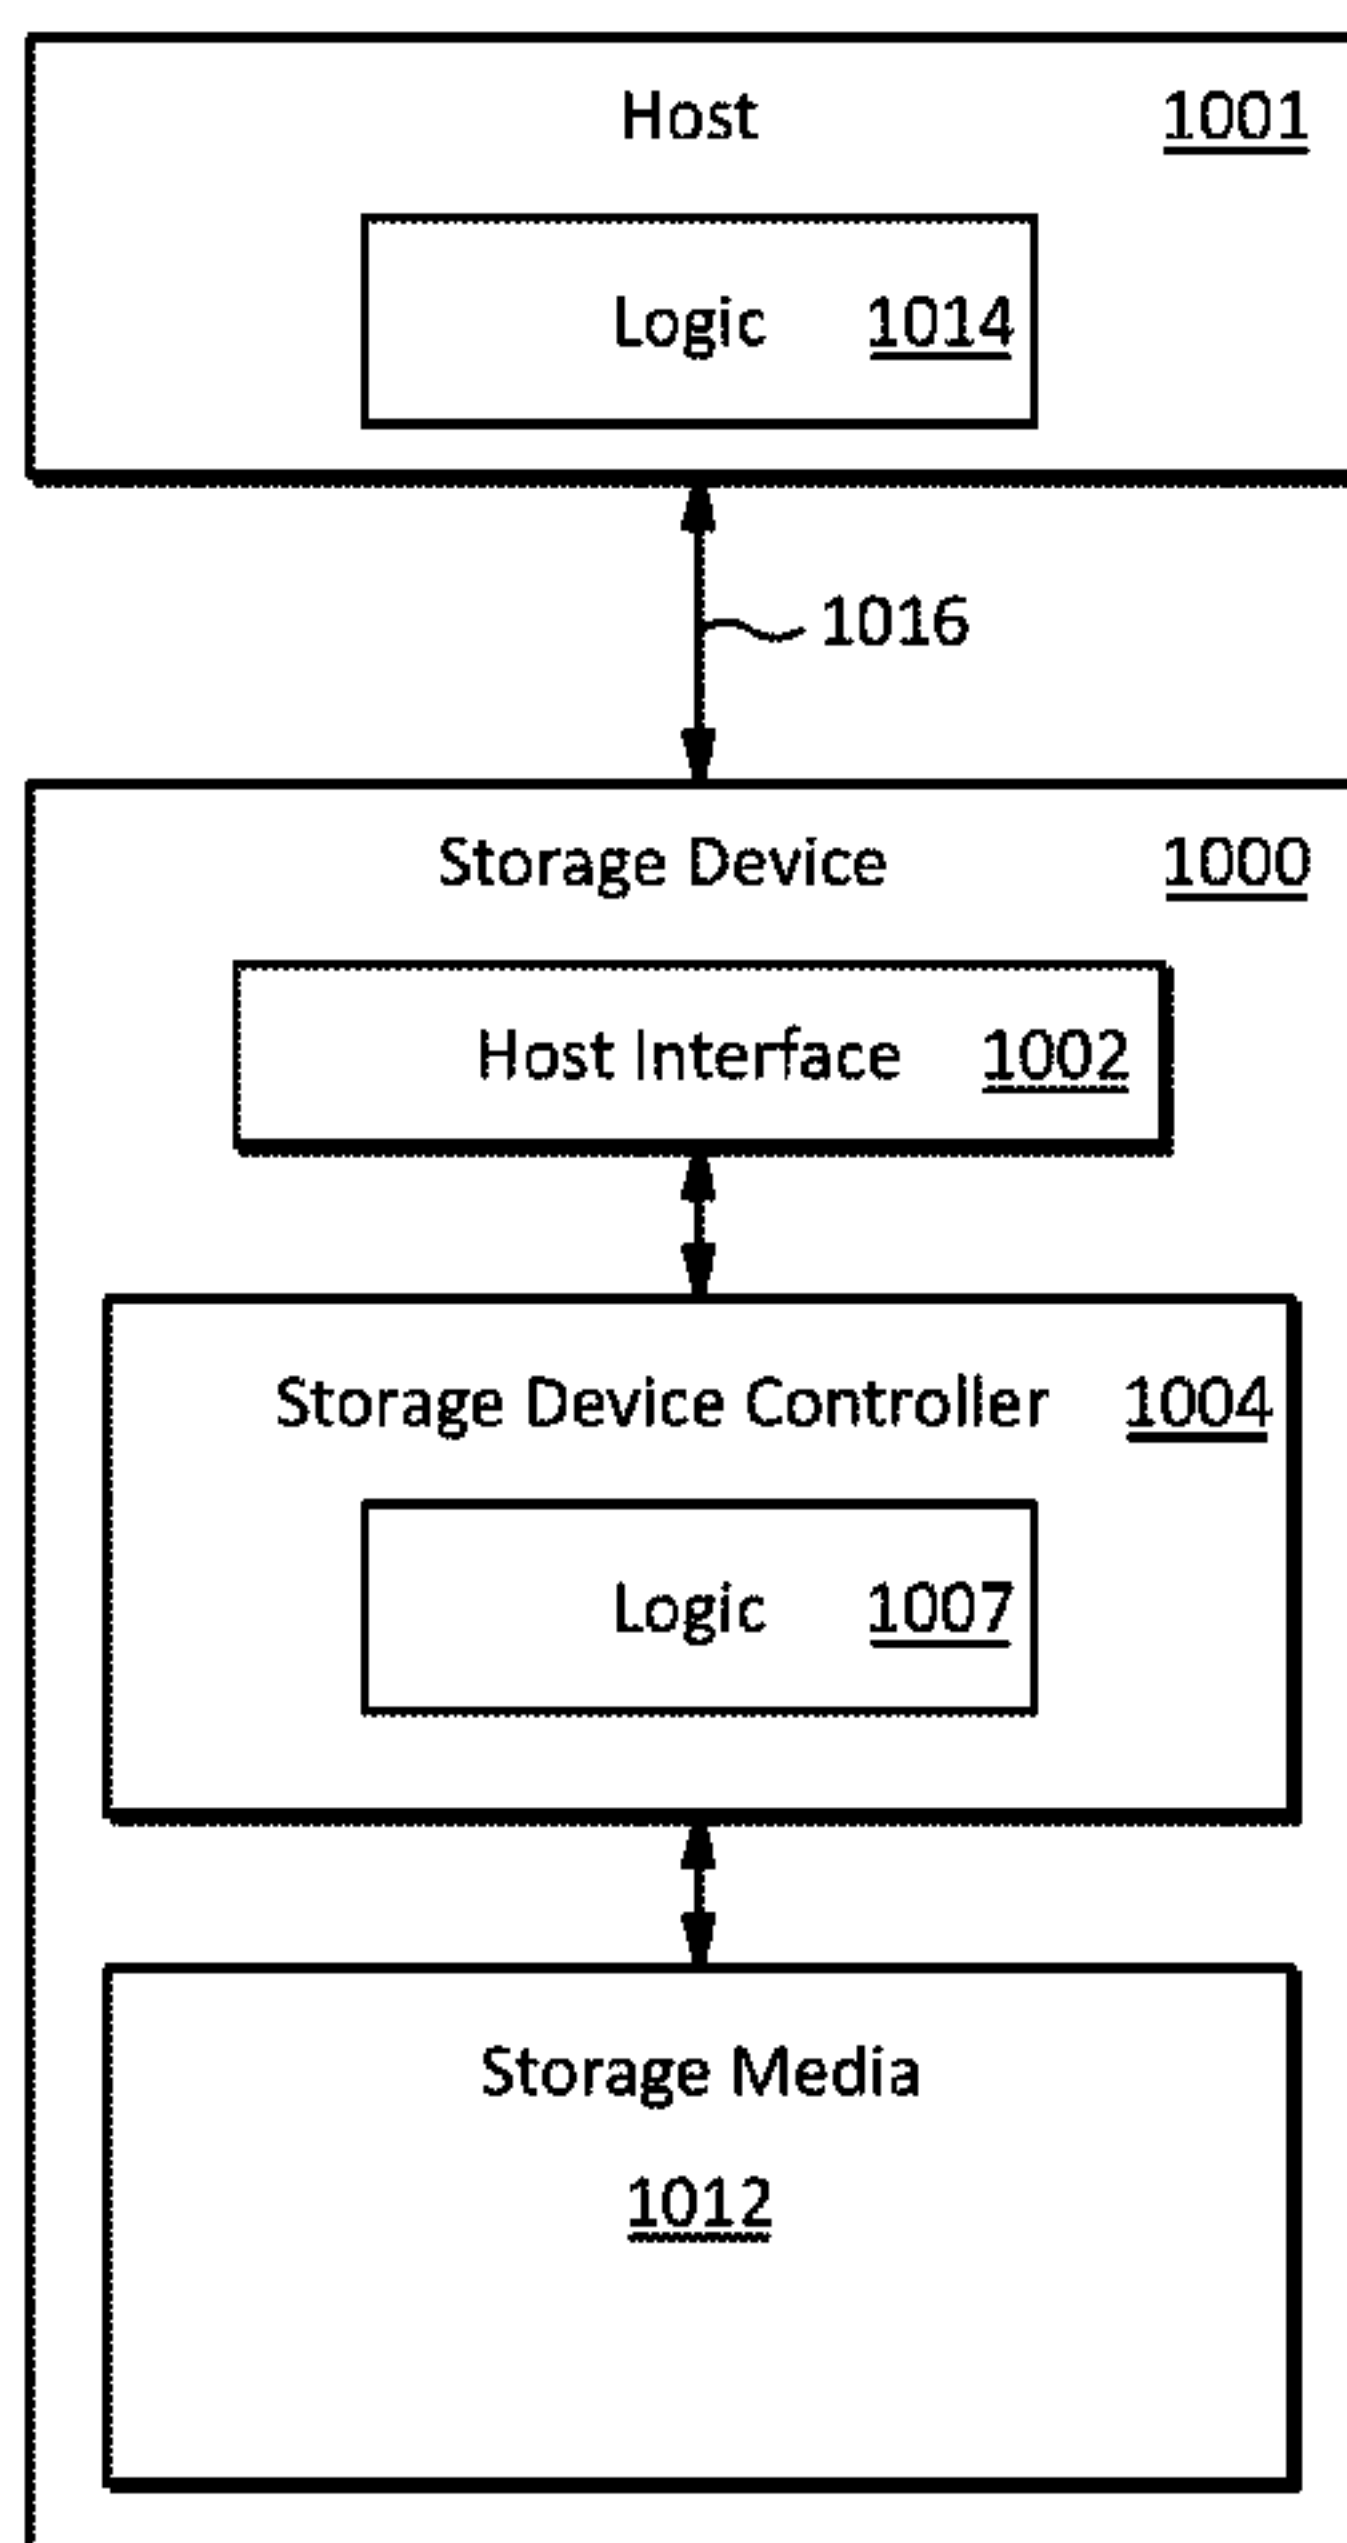 Host 1001
Logic 1014
1016
Storage Device 1000
Host Interface 1002
Storage Device Controller 1004
Logic 1007
Storage Media
1012